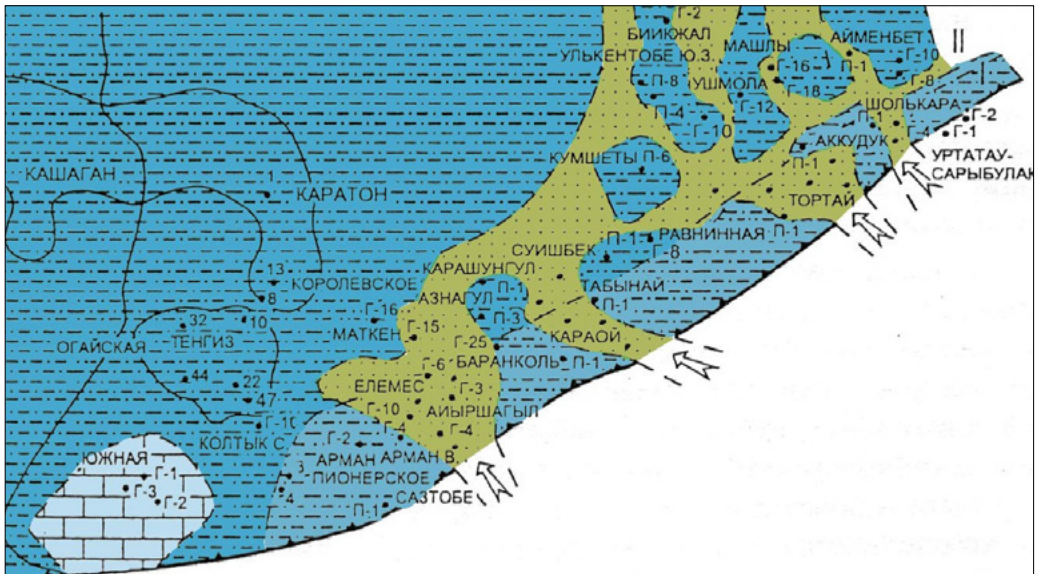 Г-2
БИИКЖАЛ
УЛЬКЕНТОБЕ Ю.З.
МАШЛЫ
АЙМЕНБЕТ 1
II
Г-16
П-1
Г-10
П-8
УШМОЛА
Г-18
Г-8
I
П-4
Г-12
ШОЛЬКАРА
Г-10
П-1
Г-2
Г-4
Г-1
АККУДУК
КУМШЕТЫ
П-6
П-1
УРТАТАУ-
САРЫБУЛАК
КАШАГАН
1
КАРАТОН
ТОРТАЙ
П-1
РАВНИННАЯ
П-1
СУИШБЕК
Г-8
КАРАШУНГУЛ
13
КОРОЛЕВСКОЕ
П-1
ТАБЫНАЙ
8
АЗНАГУЛ
П-1
Г-16
П-3
32
10
Г-15
ОГАЙСКАЯ
ТЕНГИЗ
МАТКЕН
КАРАОЙ
Г-25
БАРАНКОЛЬ
П-1
Г-6
44
22
ЕЛЕМЕС
Г-3
47
Г-10
АИЫРШАГЫЛ
Г-10
Г-4
Г-4
КОЛТЫК С.
Г-2
ЮЖНАЯ
АРМАН
АРМАН В.
Г-1
3
ПИОНЕРСКОЕ
Г-3
4
САЗТОБЕ
Г-2
П-1